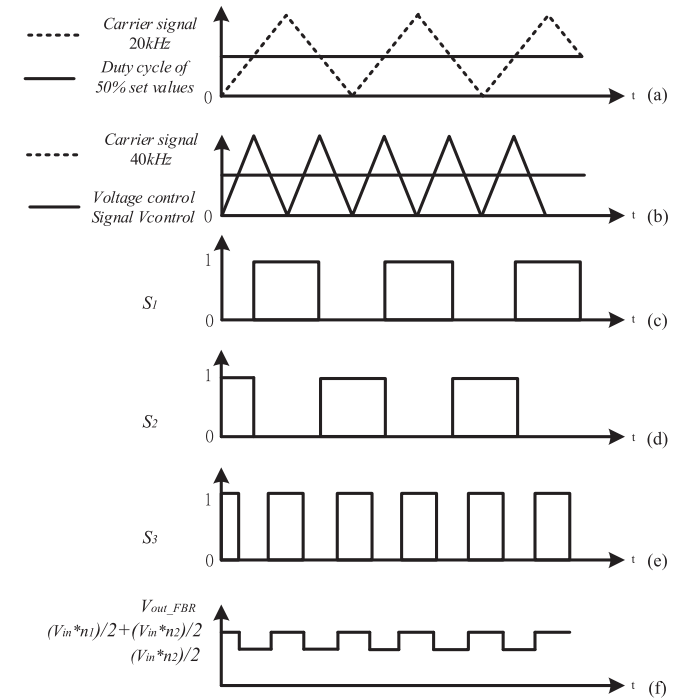 Carrier signal
20kHz
Duty cycle of
50% set values
0
t (a)
Carrier signal
40kHz
Voltage control
Signal Vcontrol
0
t (b)
1
S1
0
t (c)
1
S2
0
t (d)
1
S3
0
t (e)
Vout_FBR
(Vin*n1)/2+(Vin*n2)/2
(Vin*n2)/2
t (f)